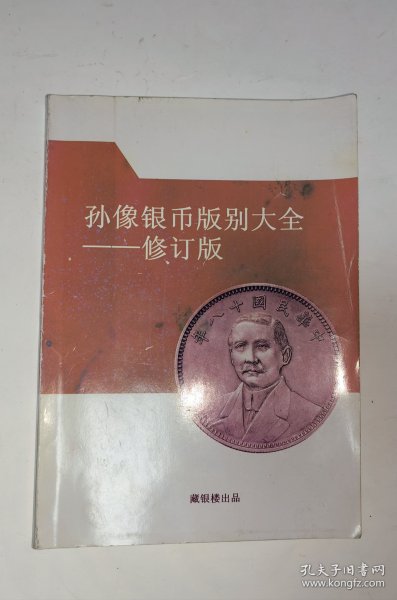 孙像银币版别大全
——修订版
年八十國民華中
藏银楼出品
孔夫子旧书网
www.kongfz.com